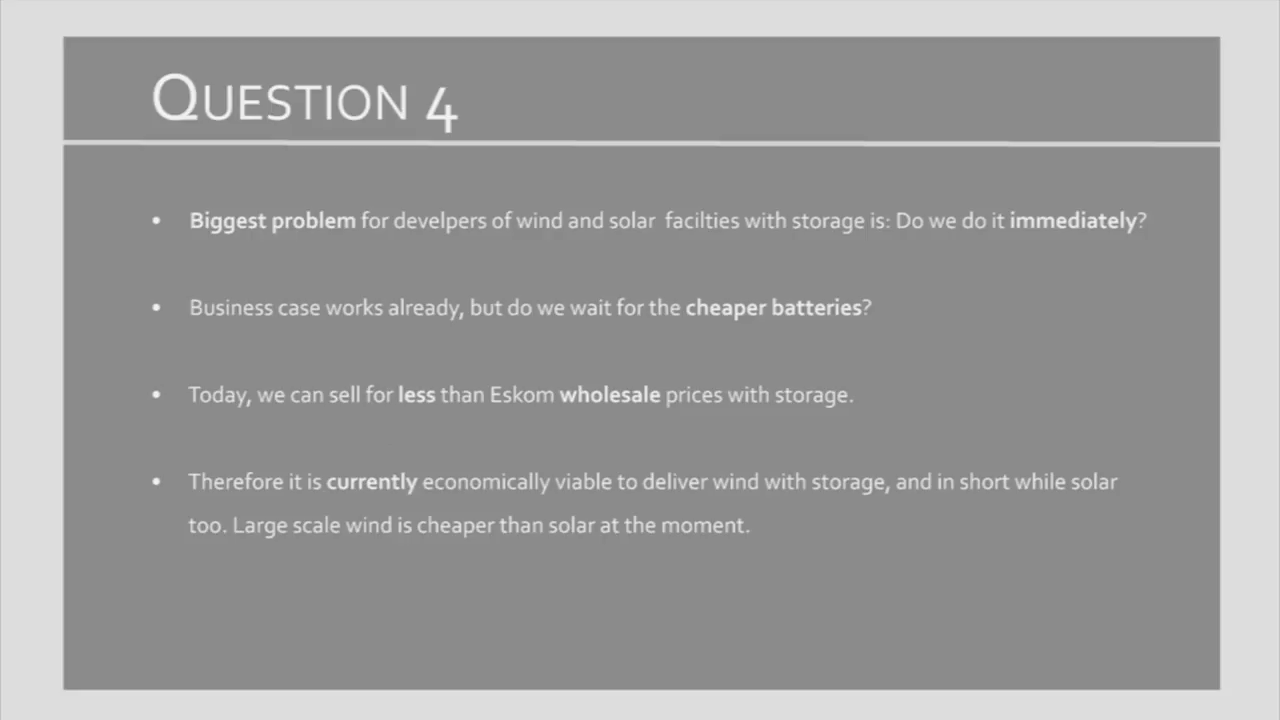 QUESTION 4
• Biggest problem for develpers of wind and solar facilties with storage is: Do we do it immediately?
• Business case works already, but do we wait for the cheaper batteries?
• Today, we can sell for less than Eskom wholesale prices with storage.
• Therefore it is currently economically viable to deliver wind with storage, and in short while solar
too. Large scale wind is cheaper than solar at the moment.